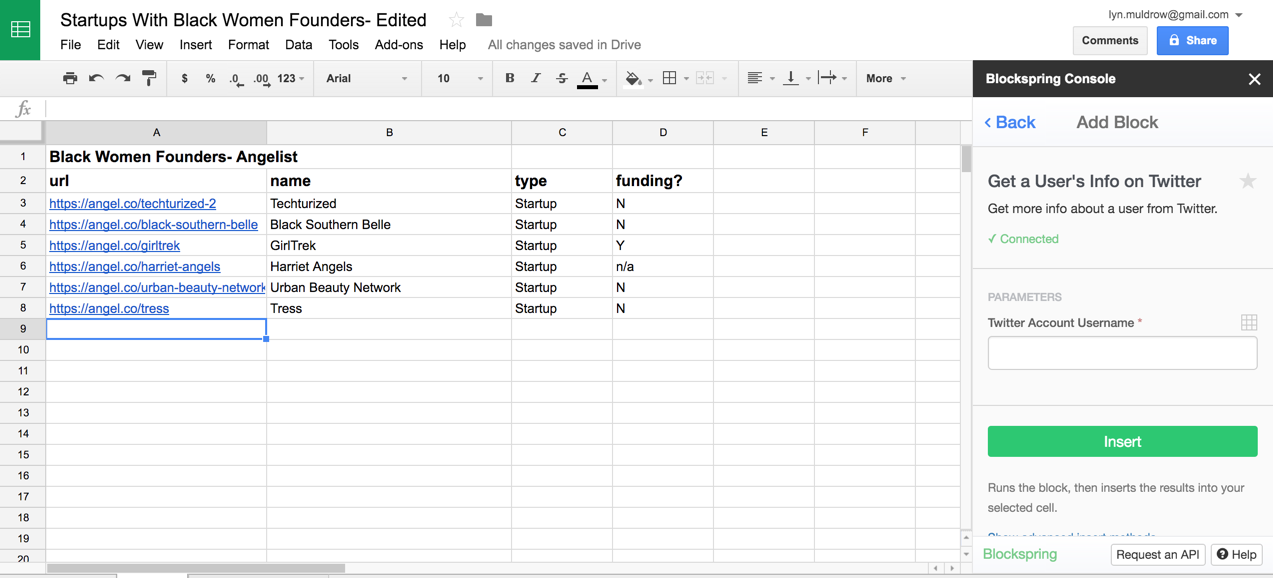 Startups With Black Women Founders- Edited
lyn.muldrow@gmail.com
File Edit View Insert Format Data Tools Add-ons Help All changes saved in Drive
Comments Share
$ % .0 .00 123 Arial 10 B I S A More
Blockspring Console
fx
< Back Add Block
A B C D E F
1 Black Women Founders- Angelist
2 url name type funding?
3 https://angel.co/techturized-2 Techturized Startup N
4 https://angel.co/black-southern-belle Black Southern Belle Startup N
5 https://angel.co/girltrek GirlTrek Startup Y
6 https://angel.co/harriet-angels Harriet Angels Startup n/a
7 https://angel.co/urban-beauty-network Urban Beauty Network Startup N
8 https://angel.co/tress Tress Startup N
9
10
11
12
13
14
15
16
17
18
19
20
Get a User's Info on Twitter
Get more info about a user from Twitter.
✓ Connected
PARAMETERS
Twitter Account Username *
Insert
Runs the block, then inserts the results into your
selected cell.
Show advanced insert methods
Blockspring Request an API Help